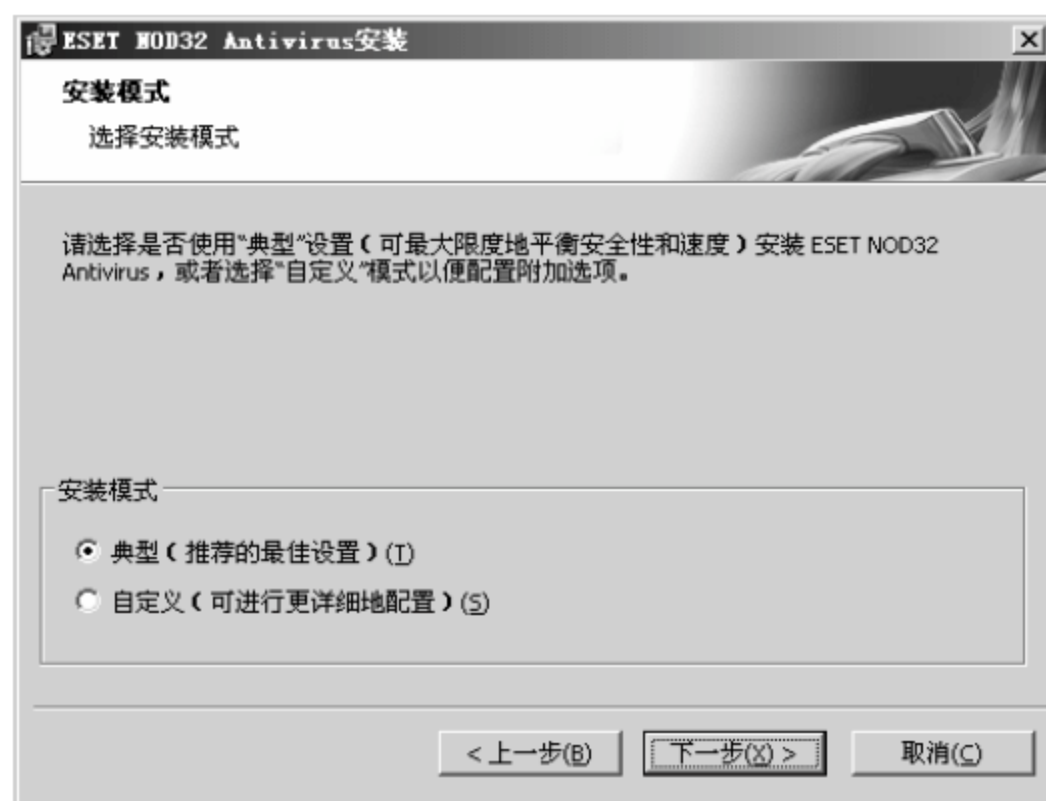 ESET NOD32 Antivirus安装
安装模式
选择安装模式
请选择是否使用“典型”设置（可最大限度地平衡安全性和速度）安装 ESET NOD32
Antivirus，或者选择“自定义”模式以便配置附加选项。
安装模式
典型（推荐的最佳设置）(T)
自定义（可进行更详细地配置）(S)
<上一步(B) 下一步(X) > 取消(C)